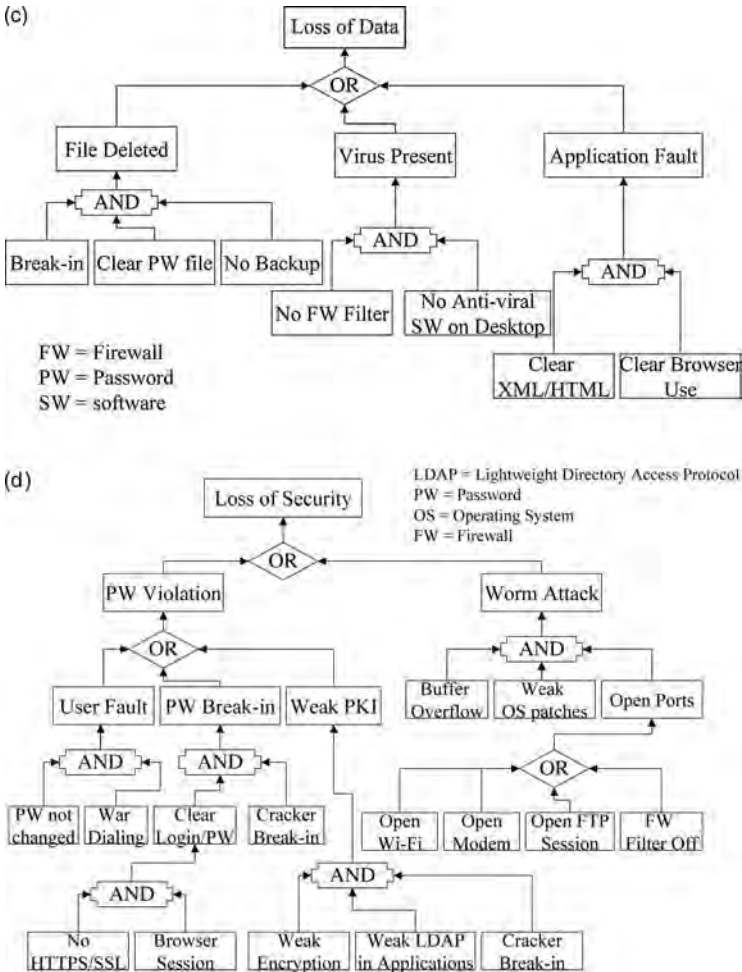 (c)
Loss of Data
OR
File Deleted
Virus Present
Application Fault
AND
AND
AND
Break-in
Clear PW file
No Backup
No FW Filter
No Anti-viral
SW on Desktop
Clear
XML/HTML
Clear Browser
Use
FW = Firewall
PW = Password
SW = software
(d)
LDAP = Lightweight Directory Access Protocol
PW = Password
OS = Operating System
FW = Firewall
Loss of Security
OR
PW Violation
Worm Attack
OR
AND
User Fault
PW Break-in
Weak PKI
Buffer
Overflow
Weak
OS patches
Open Ports
AND
AND
OR
PW not
changed
War
Dialing
Clear
Login/PW
Cracker
Break-in
Open
Wi-Fi
Open
Modem
Open FTP
Session
FW
Filter Off
AND
AND
No
HTTPS/SSL
Browser
Session
Weak
Encryption
Weak LDAP
in Applications
Cracker
Break-in